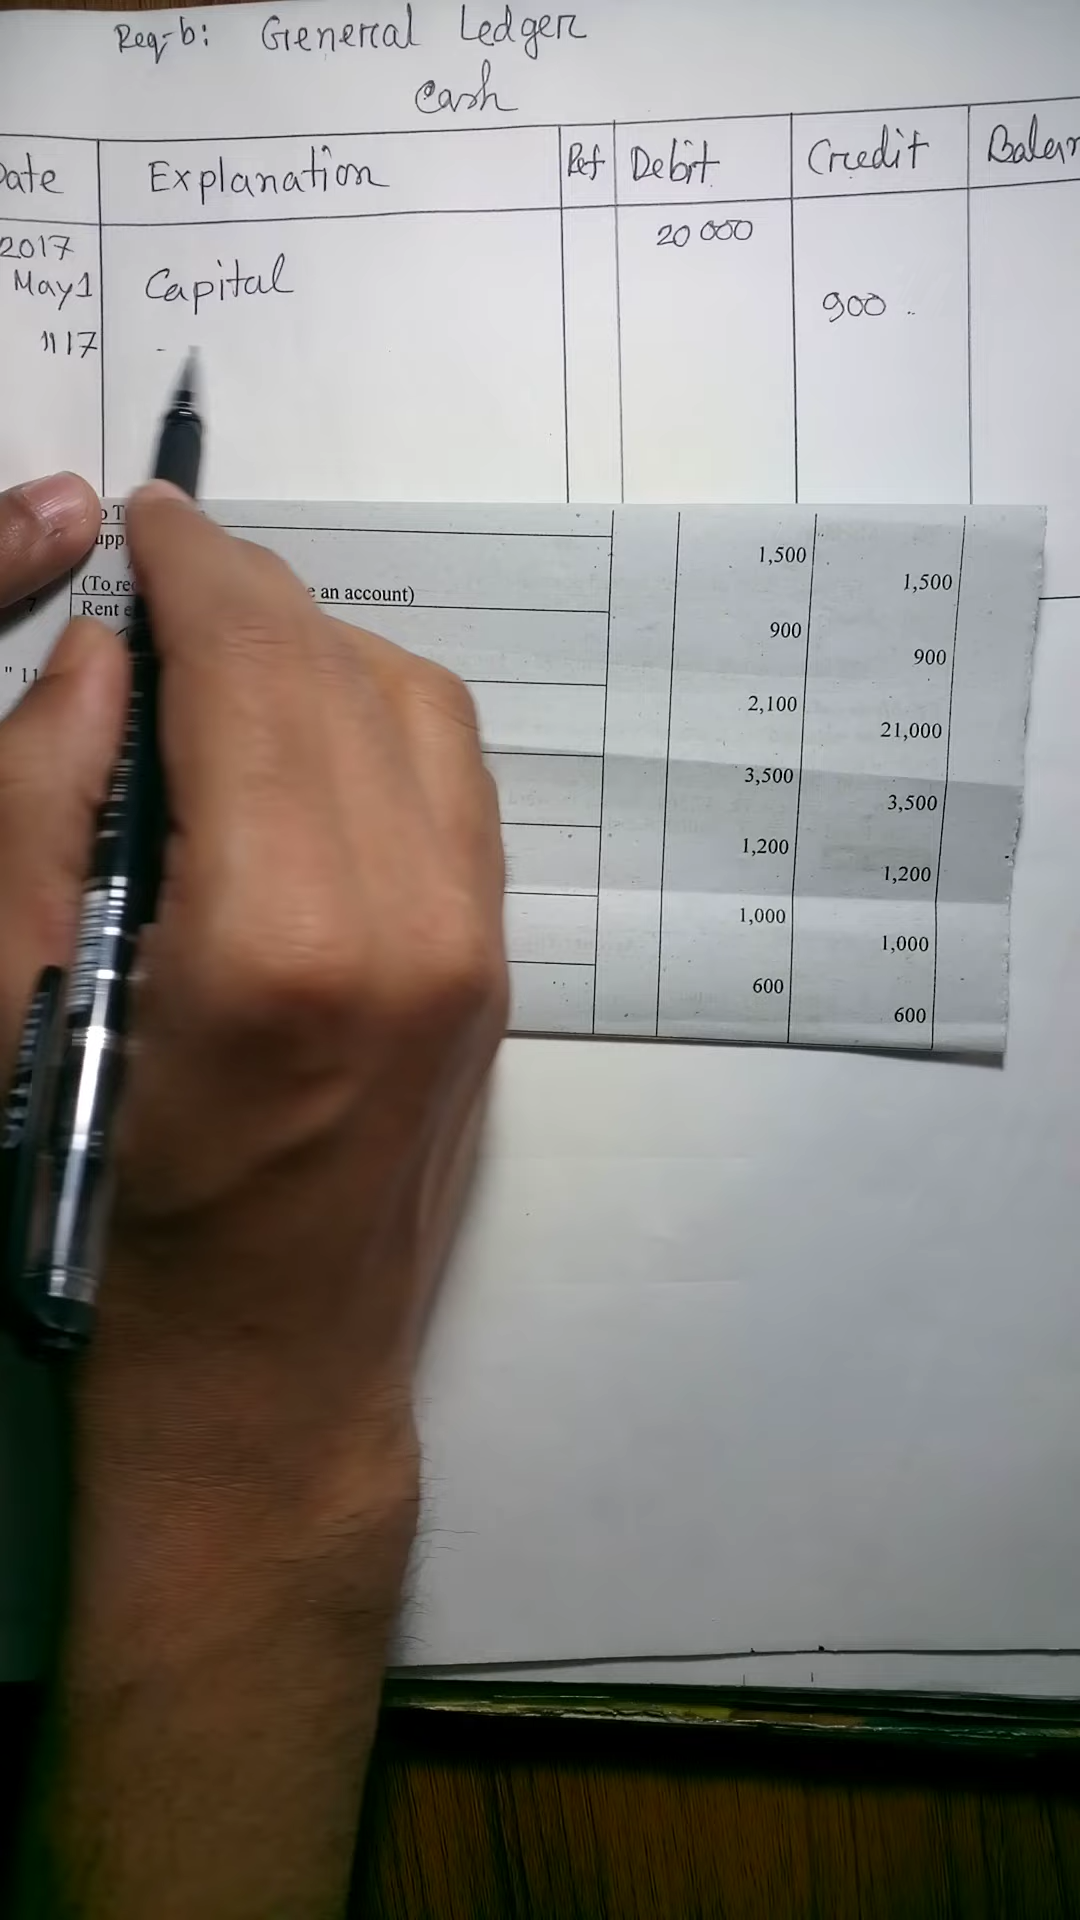 Req-b: General Ledger
Cash
Date Explanation Ref Debit Credit Balan
2017 20 000
May 1 Capital
900
" 17
1,500
1,500
(To rec e an account)
Rent e
900
900
" 11
2,100
21,000
3,500
3,500
1,200
1,200
1,000
1,000
600
600